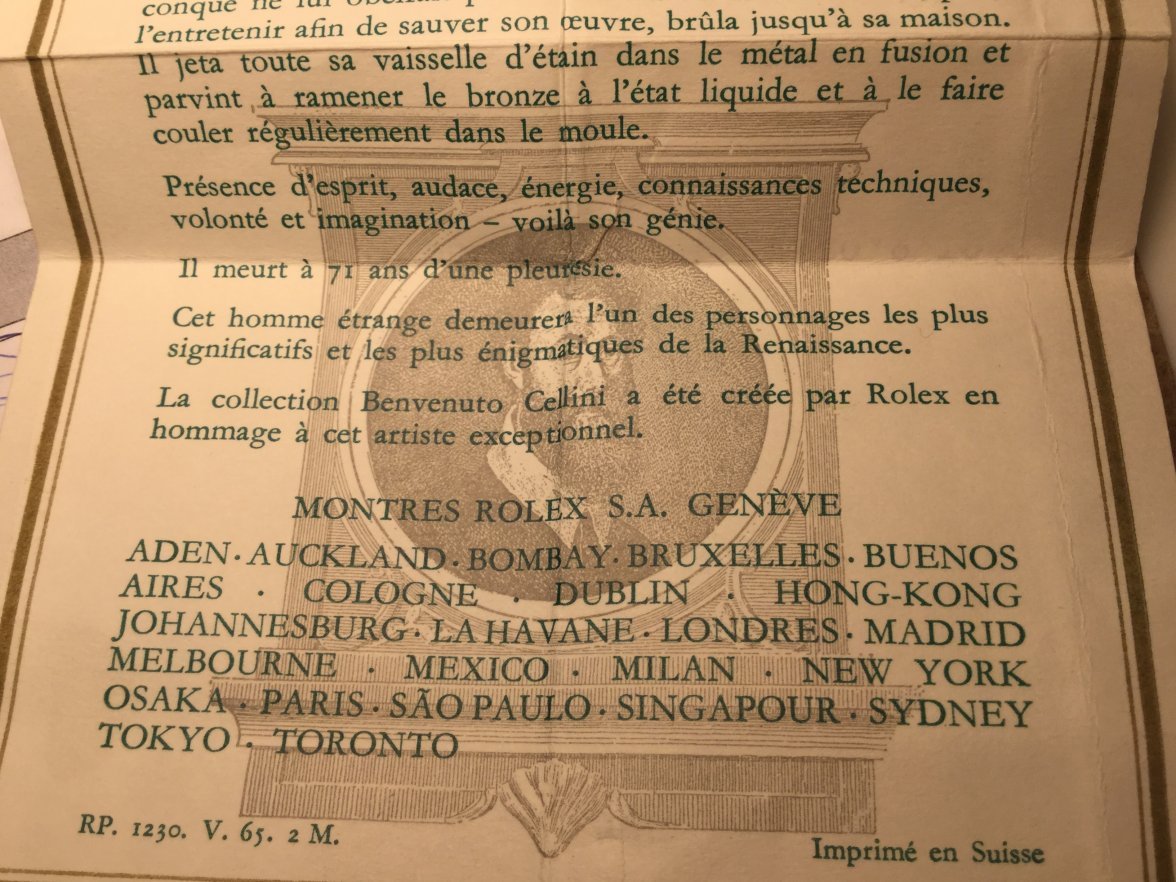 conque ne lui
l'entretenir afin de sauver son œuvre, brûla jusqu'à sa maison.
Il jeta toute sa vaisselle d'étain dans le métal en fusion et
parvint à ramener le bronze à l'état liquide et à le faire
couler régulièrement dans le moule.
Présence d'esprit, audace, énergie, connaissances techniques,
volonté et imagination – voilà son génie.
Il meurt à 71 ans d'une pleurésie.
Cet homme étrange demeurera l'un des personnages les plus
significatifs et les plus énigmatiques de la Renaissance.
La collection Benvenuto Cellini a été créée par Rolex en
hommage à cet artiste exceptionnel.
MONTRES ROLEX S.A. GENÈVE
ADEN · AUCKLAND · BOMBAY · BRUXELLES · BUENOS
AIRES · COLOGNE · DUBLIN · HONG-KONG
JOHANNESBURG · LA HAVANE · LONDRES · MADRID
MELBOURNE · MEXICO · MILAN · NEW YORK
OSAKA · PARIS · SÃO PAULO · SINGAPOUR · SYDNEY
TOKYO · TORONTO
RP. 1230. V. 65. 2 M.
Imprimé en Suisse